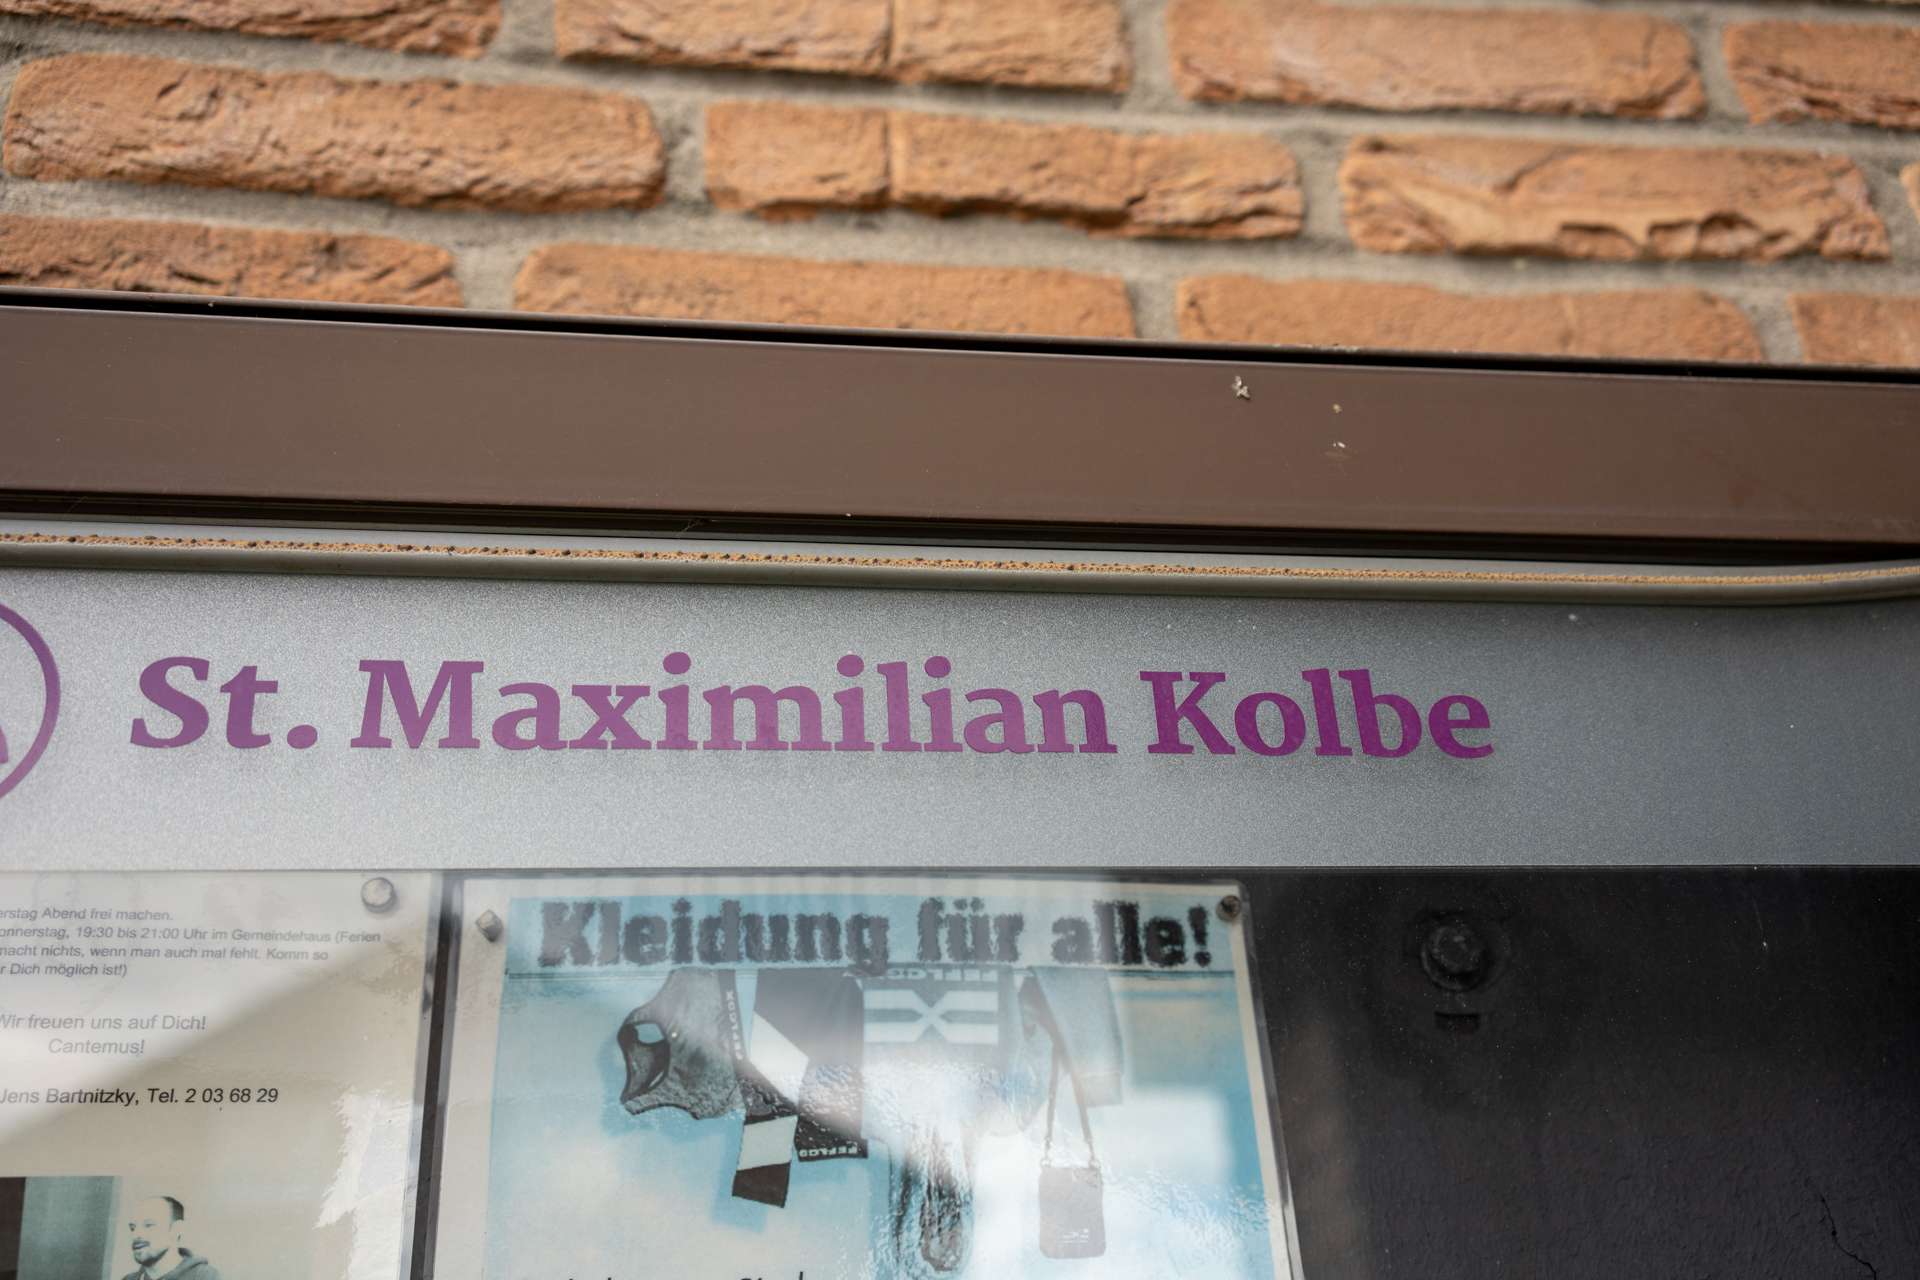 St. Maximilian Kolbe
erstag Abend frei machen.
onnerstag, 19:30 bis 21:00 Uhr im Gemeindehaus (Ferien
macht nichts, wenn man auch mal fehlt. Komm so
r Dich möglich ist!)
Wir freuen uns auf Dich!
Cantemus!
Jens Bartnitzky, Tel. 2 03 68 29
Kleidung für alle!